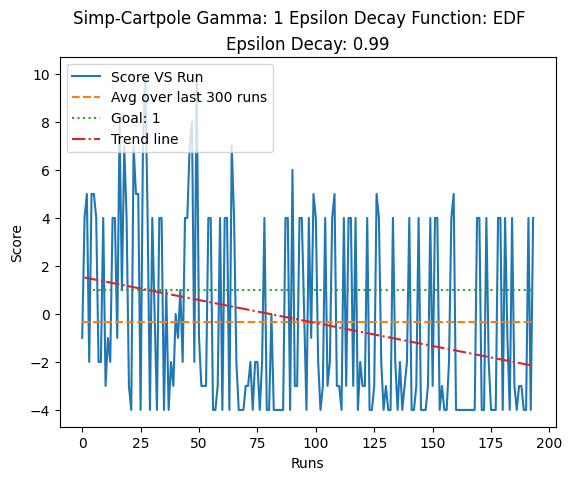 Simp-Cartpole Gamma: 1 Epsilon Decay Function: EDF
Epsilon Decay: 0.99
Score VS Run
Avg over last 300 runs
Goal: 1
Trend line
10
8
6
4
2
0
−2
−4
Score
0
25
50
75
100
125
150
175
200
Runs